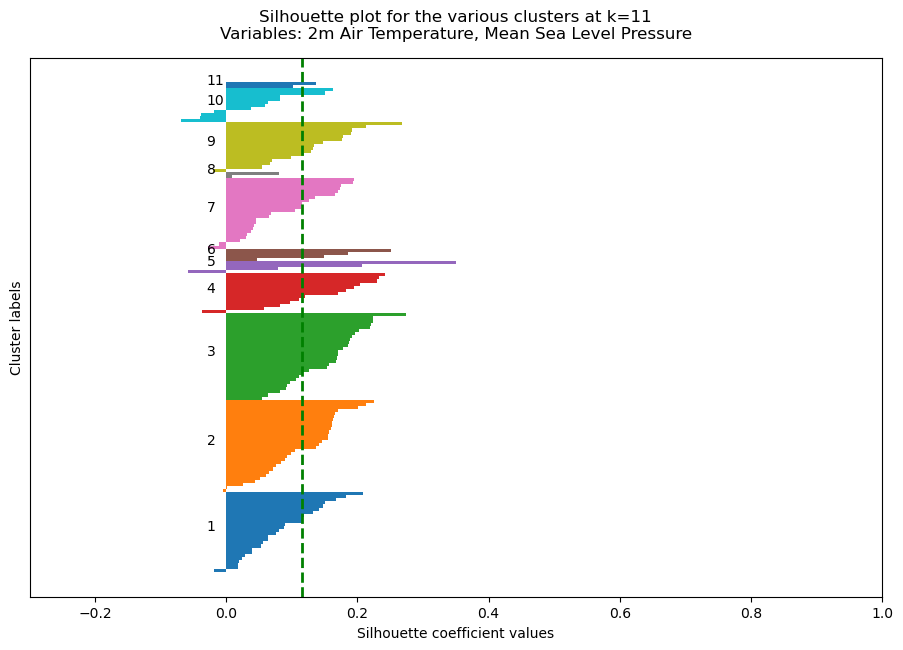 Silhouette plot for the various clusters at k=11
Variables: 2m Air Temperature, Mean Sea Level Pressure
Cluster labels
11
10
9
8
7
6
5
4
3
2
1
−0.2 0.0 0.2 0.4 0.6 0.8 1.0
Silhouette coefficient values